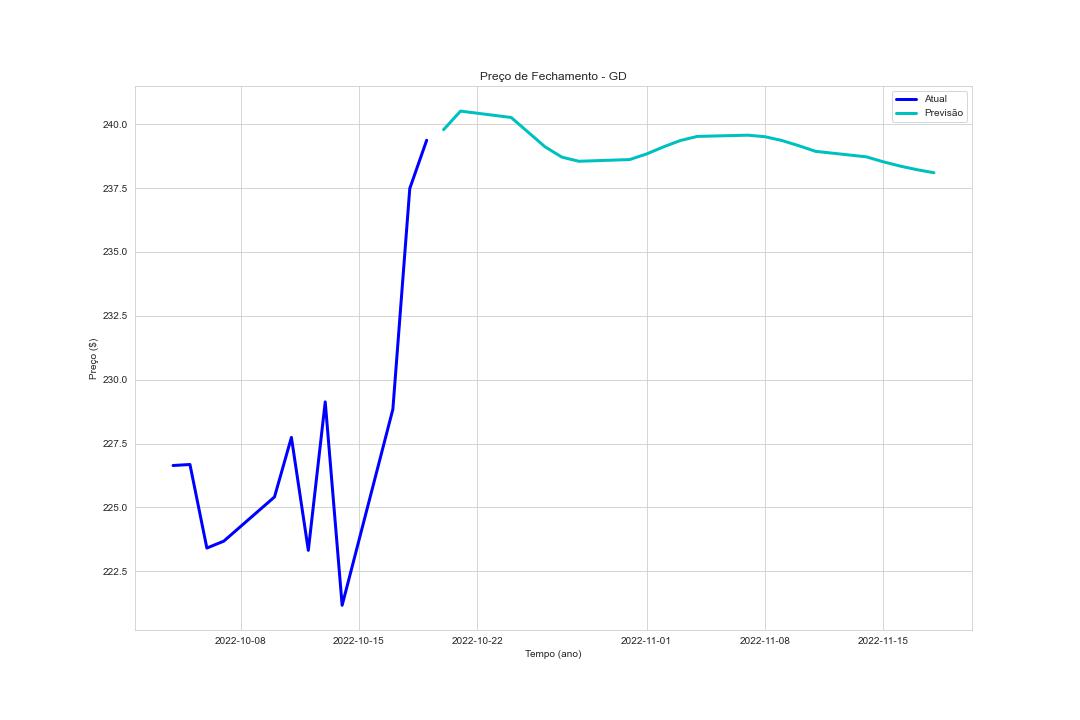 Preço de Fechamento - GD
Atual
Previsão
240.0
237.5
235.0
232.5
230.0
227.5
225.0
222.5
Preço ($)
2022-10-08
2022-10-15
2022-10-22
2022-11-01
2022-11-08
2022-11-15
Tempo (ano)